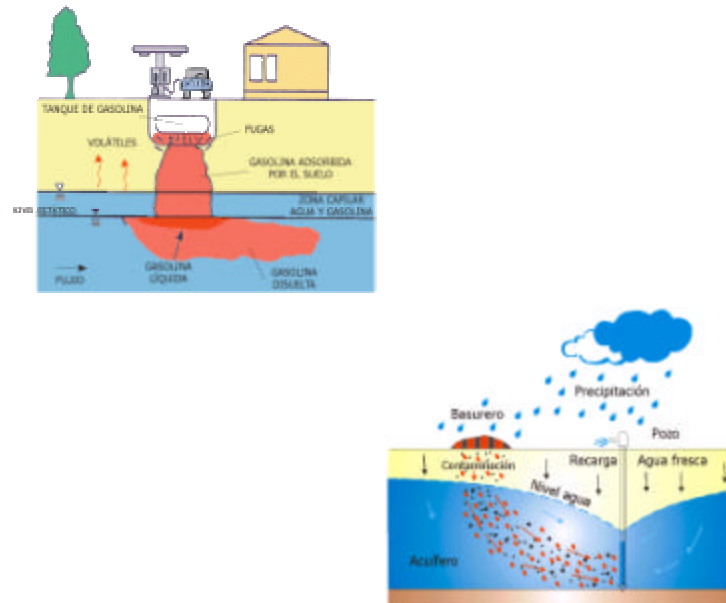 TANQUE DE GASOLINA
FUGAS
VOLÁTILES
GASOLINA ADSORBIDA
POR EL SUELO
ZONA CAPILAR
AGUA Y GASOLINA
GASOLINA
LÍQUIDA
GASOLINA
DISUELTA
FLUJO
Precipitación
Basurero
Pozo
Contaminación
Recarga
Agua fresca
Nivel agua
Acuífero